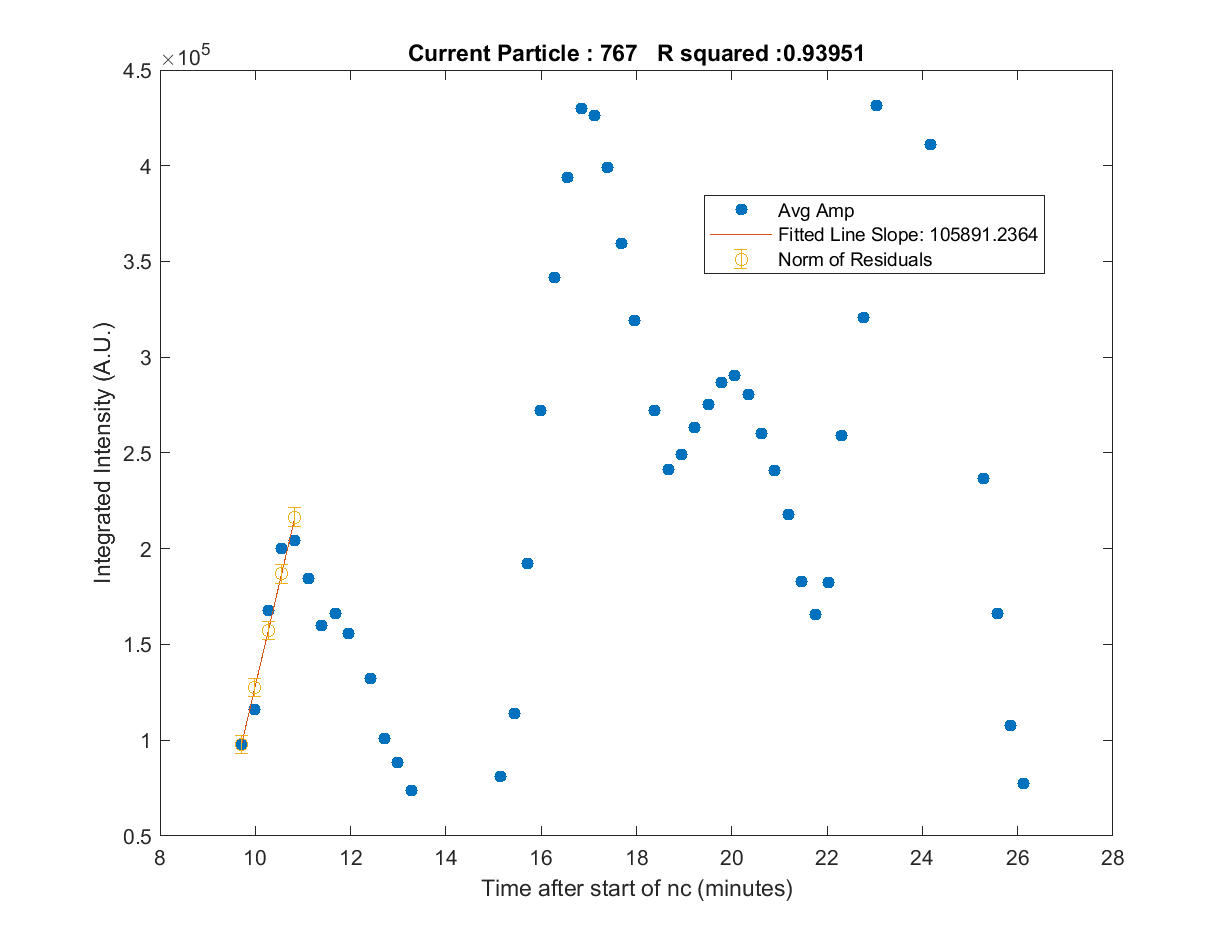 Current Particle : 767   R squared :0.93951
×10^5
4.5
4
3.5
3
2.5
2
1.5
1
0.5
Integrated Intensity (A.U.)
Avg Amp
Fitted Line Slope: 105891.2364
Norm of Residuals
8 10 12 14 16 18 20 22 24 26 28
Time after start of nc (minutes)